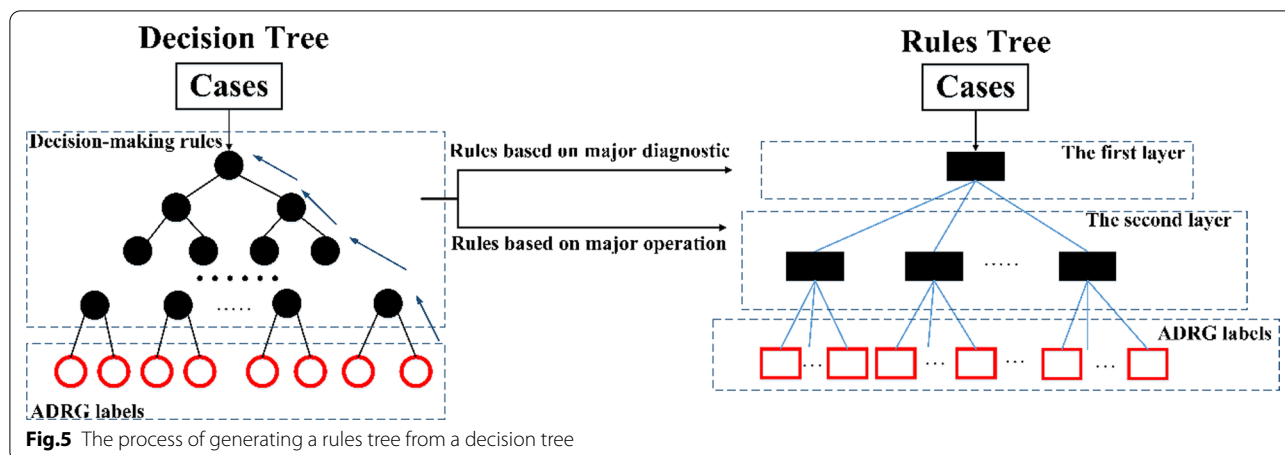 Decision Tree
Cases
Decision-making rules
ADRG labels
Rules based on major diagnostic
Rules based on major operation
Rules Tree
Cases
The first layer
The second layer
ADRG labels
Fig.5 The process of generating a rules tree from a decision tree